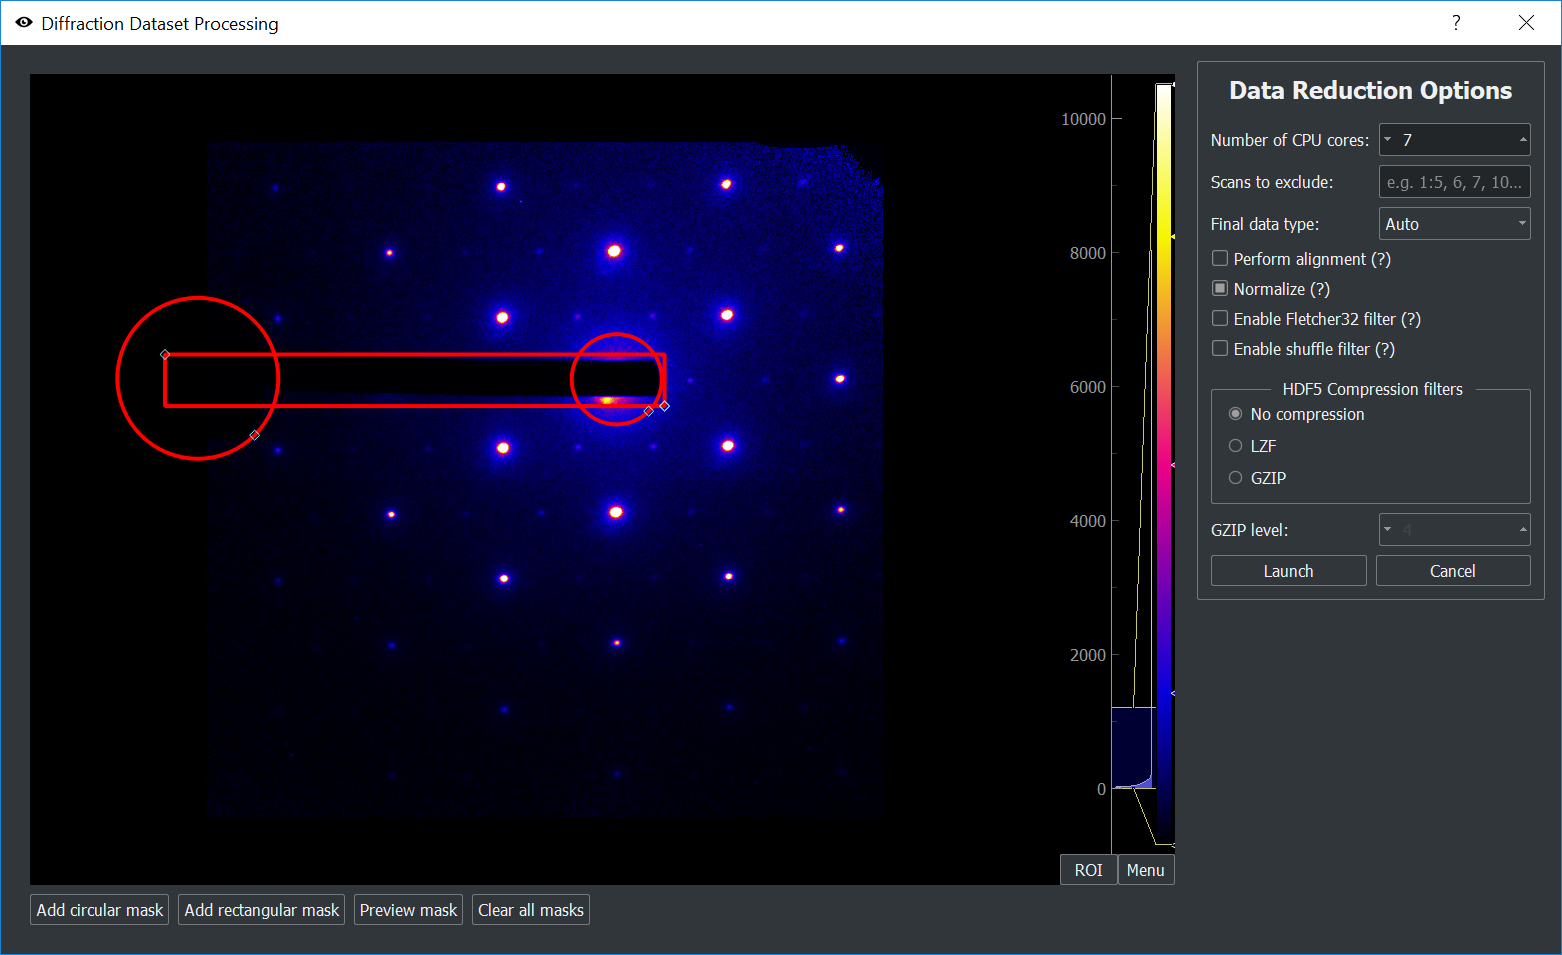 Diffraction Dataset Processing
?
10000
8000
6000
4000
2000
0
ROI
Menu
Add circular mask
Add rectangular mask
Preview mask
Clear all masks
Data Reduction Options
Number of CPU cores: 7
Scans to exclude: e.g. 1:5, 6, 7, 10...
Final data type: Auto
Perform alignment (?)
Normalize (?)
Enable Fletcher32 filter (?)
Enable shuffle filter (?)
HDF5 Compression filters
No compression
LZF
GZIP
GZIP level: 4
Launch
Cancel